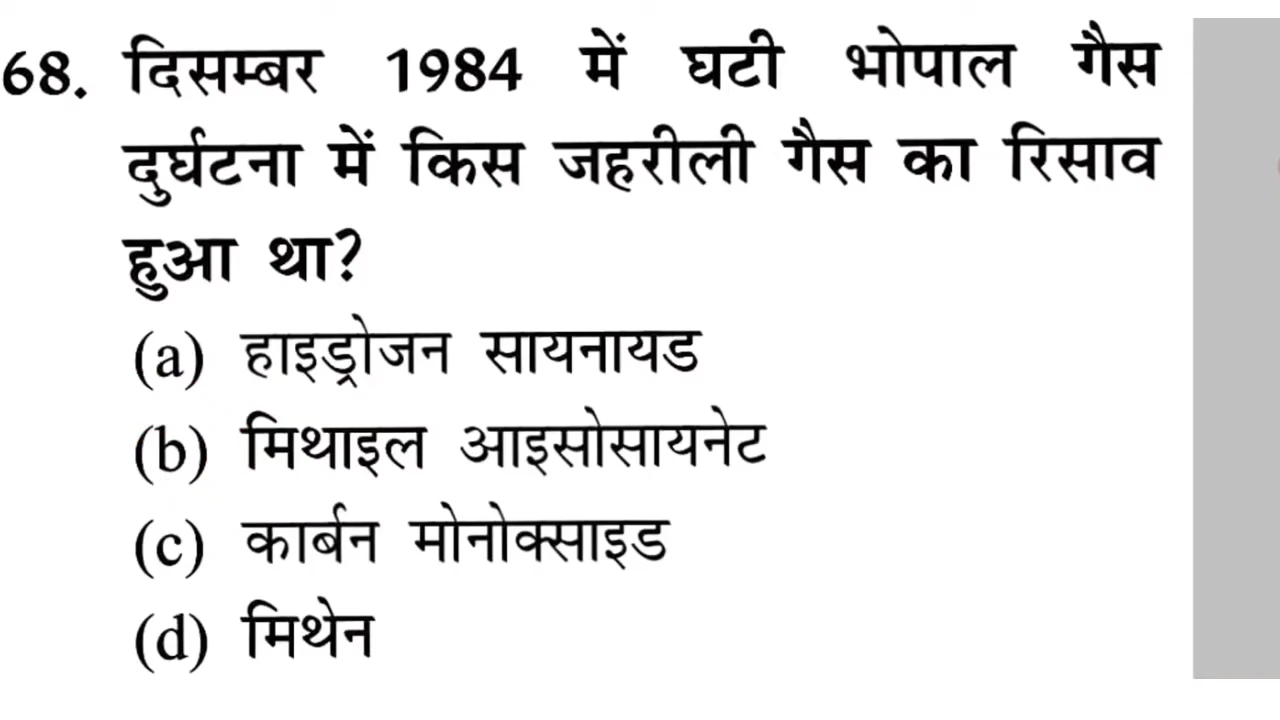 68. दिसम्बर 1984 में घटी भोपाल गैस
दुर्घटना में किस जहरीली गैस का रिसाव
हुआ था?
(a) हाइड्रोजन सायनायड
(b) मिथाइल आइसोसायनेट
(c) कार्बन मोनोक्साइड
(d) मिथेन